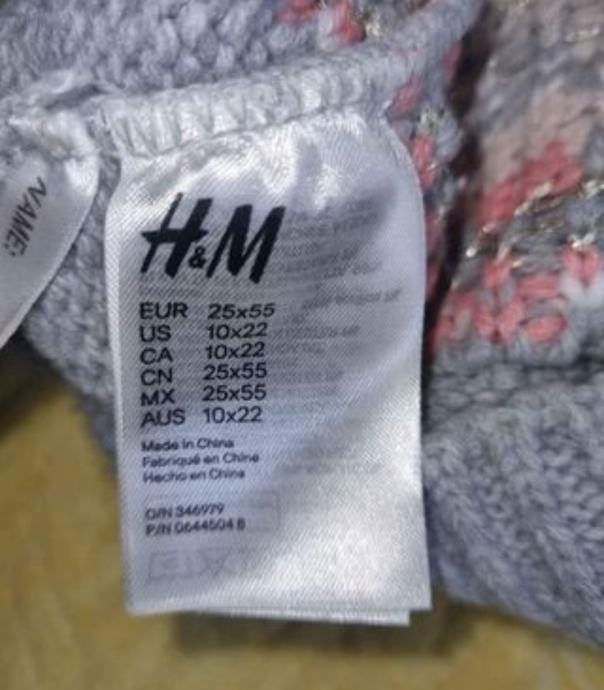 NAME:
H&M
EUR 25x55
US 10x22
CA 10x22
CN 25x55
MX 25x55
AUS 10x22
Made in China
Fabriqué en Chine
Hecho en China
O/N 346979
P/N 0644504 B